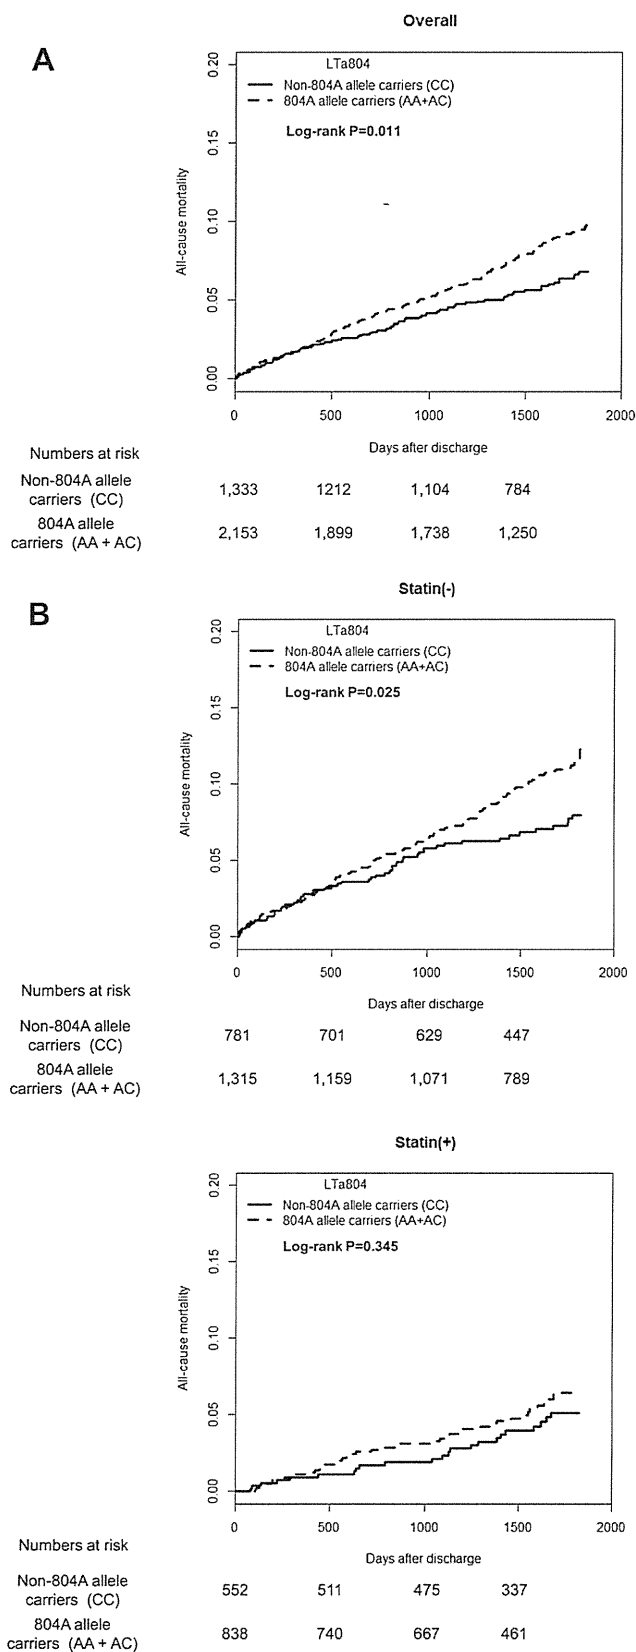 Overall
A
LTa804
Non-804A allele carriers (CC)
804A allele carriers (AA+AC)
Log-rank P=0.011
All-cause mortality
0.20
0.15
0.10
0.05
0.00
0 500 1000 1500 2000
Days after discharge
Numbers at risk
Non-804A allele
carriers (CC)
1,333 1212 1,104 784
804A allele
carriers (AA + AC)
2,153 1,899 1,738 1,250
Statin(-)
B
LTa804
Non-804A allele carriers (CC)
804A allele carriers (AA+AC)
Log-rank P=0.025
All-cause mortality
0.20
0.15
0.10
0.05
0.00
0 500 1000 1500 2000
Days after discharge
Numbers at risk
Non-804A allele
carriers (CC)
781 701 629 447
804A allele
carriers (AA + AC)
1,315 1,159 1,071 789
Statin(+)
LTa804
Non-804A allele carriers (CC)
804A allele carriers (AA+AC)
Log-rank P=0.345
All-cause mortality
0.20
0.15
0.10
0.05
0.00
0 500 1000 1500 2000
Days after discharge
Numbers at risk
Non-804A allele
carriers (CC)
552 511 475 337
804A allele
carriers (AA + AC)
838 740 667 461